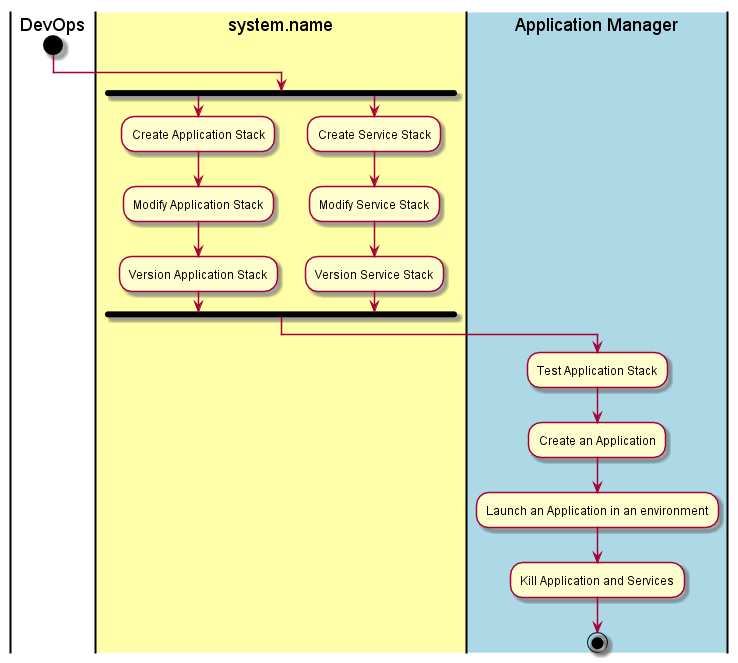 DevOps
system.name
Application Manager
Create Application Stack
Create Service Stack
Modify Application Stack
Modify Service Stack
Version Application Stack
Version Service Stack
Test Application Stack
Create an Application
Launch an Application in an environment
Kill Application and Services